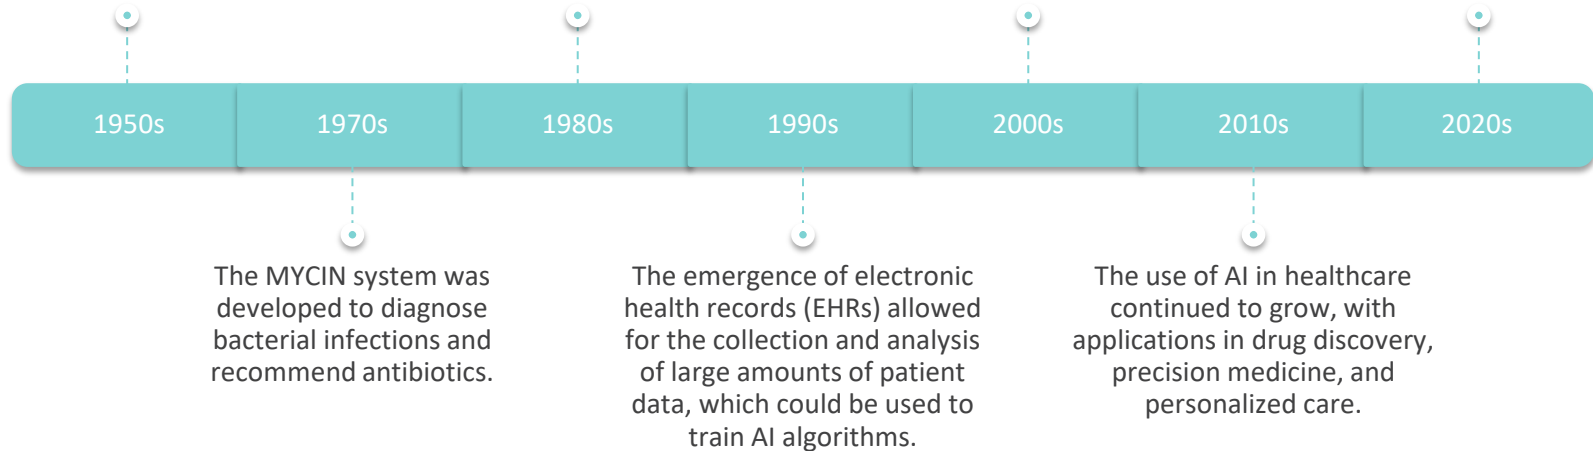 1950s
1970s
1980s
1990s
2000s
2010s
2020s
The MYCIN system was
developed to diagnose
bacterial infections and
recommend antibiotics.
The emergence of electronic
health records (EHRs) allowed
for the collection and analysis
of large amounts of patient
data, which could be used to
train AI algorithms.
The use of AI in healthcare
continued to grow, with
applications in drug discovery,
precision medicine, and
personalized care.